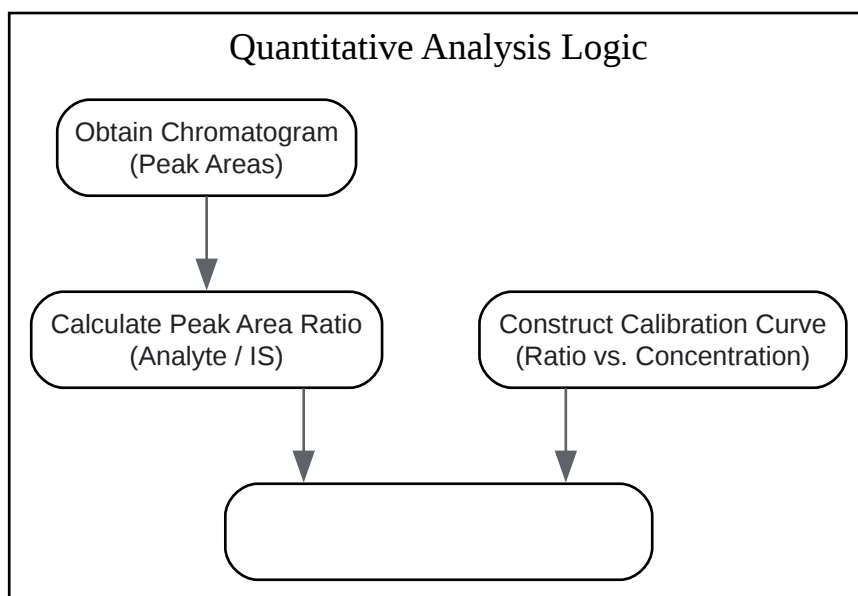 Quantitative Analysis Logic
Obtain Chromatogram
(Peak Areas)
Calculate Peak Area Ratio
(Analyte / IS)
Construct Calibration Curve
(Ratio vs. Concentration)